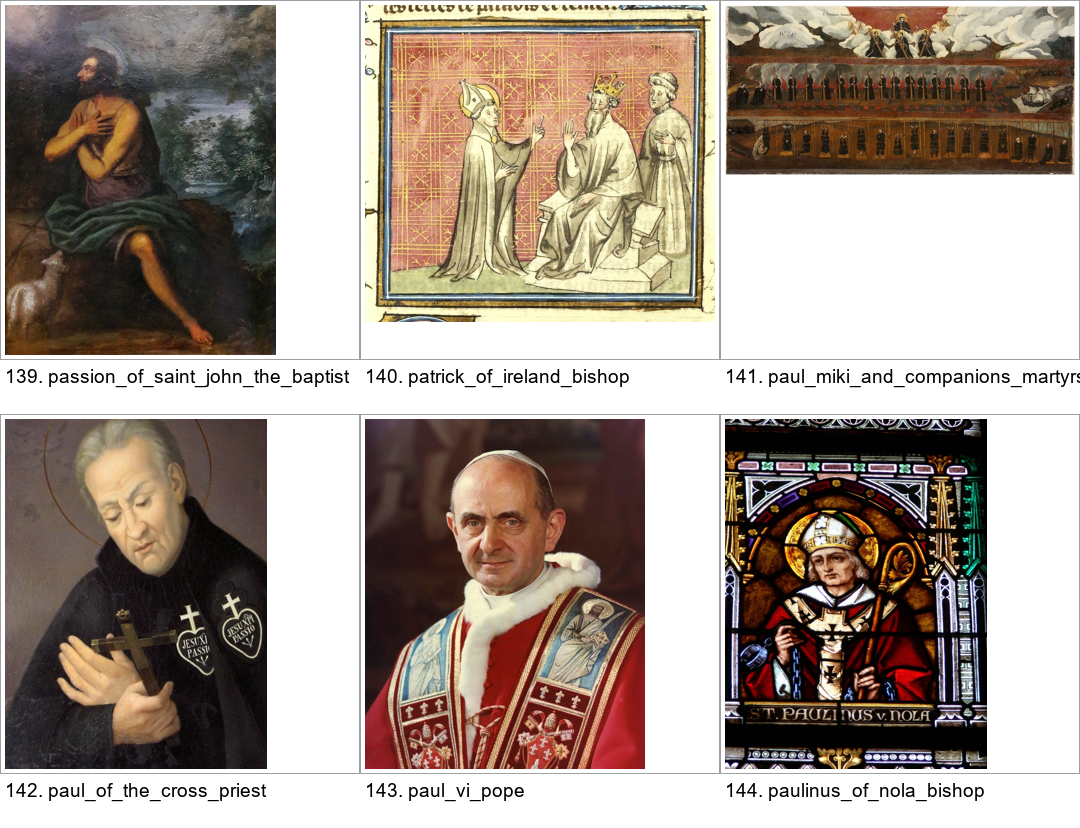 139. passion_of_saint_john_the_baptist
140. patrick_of_ireland_bishop
141. paul_miki_and_companions_martyrs
JESU XPI
PASSIO
JESU XPI
PASSIO
ST. PAULINUS v. NOLA
142. paul_of_the_cross_priest
143. paul_vi_pope
144. paulinus_of_nola_bishop